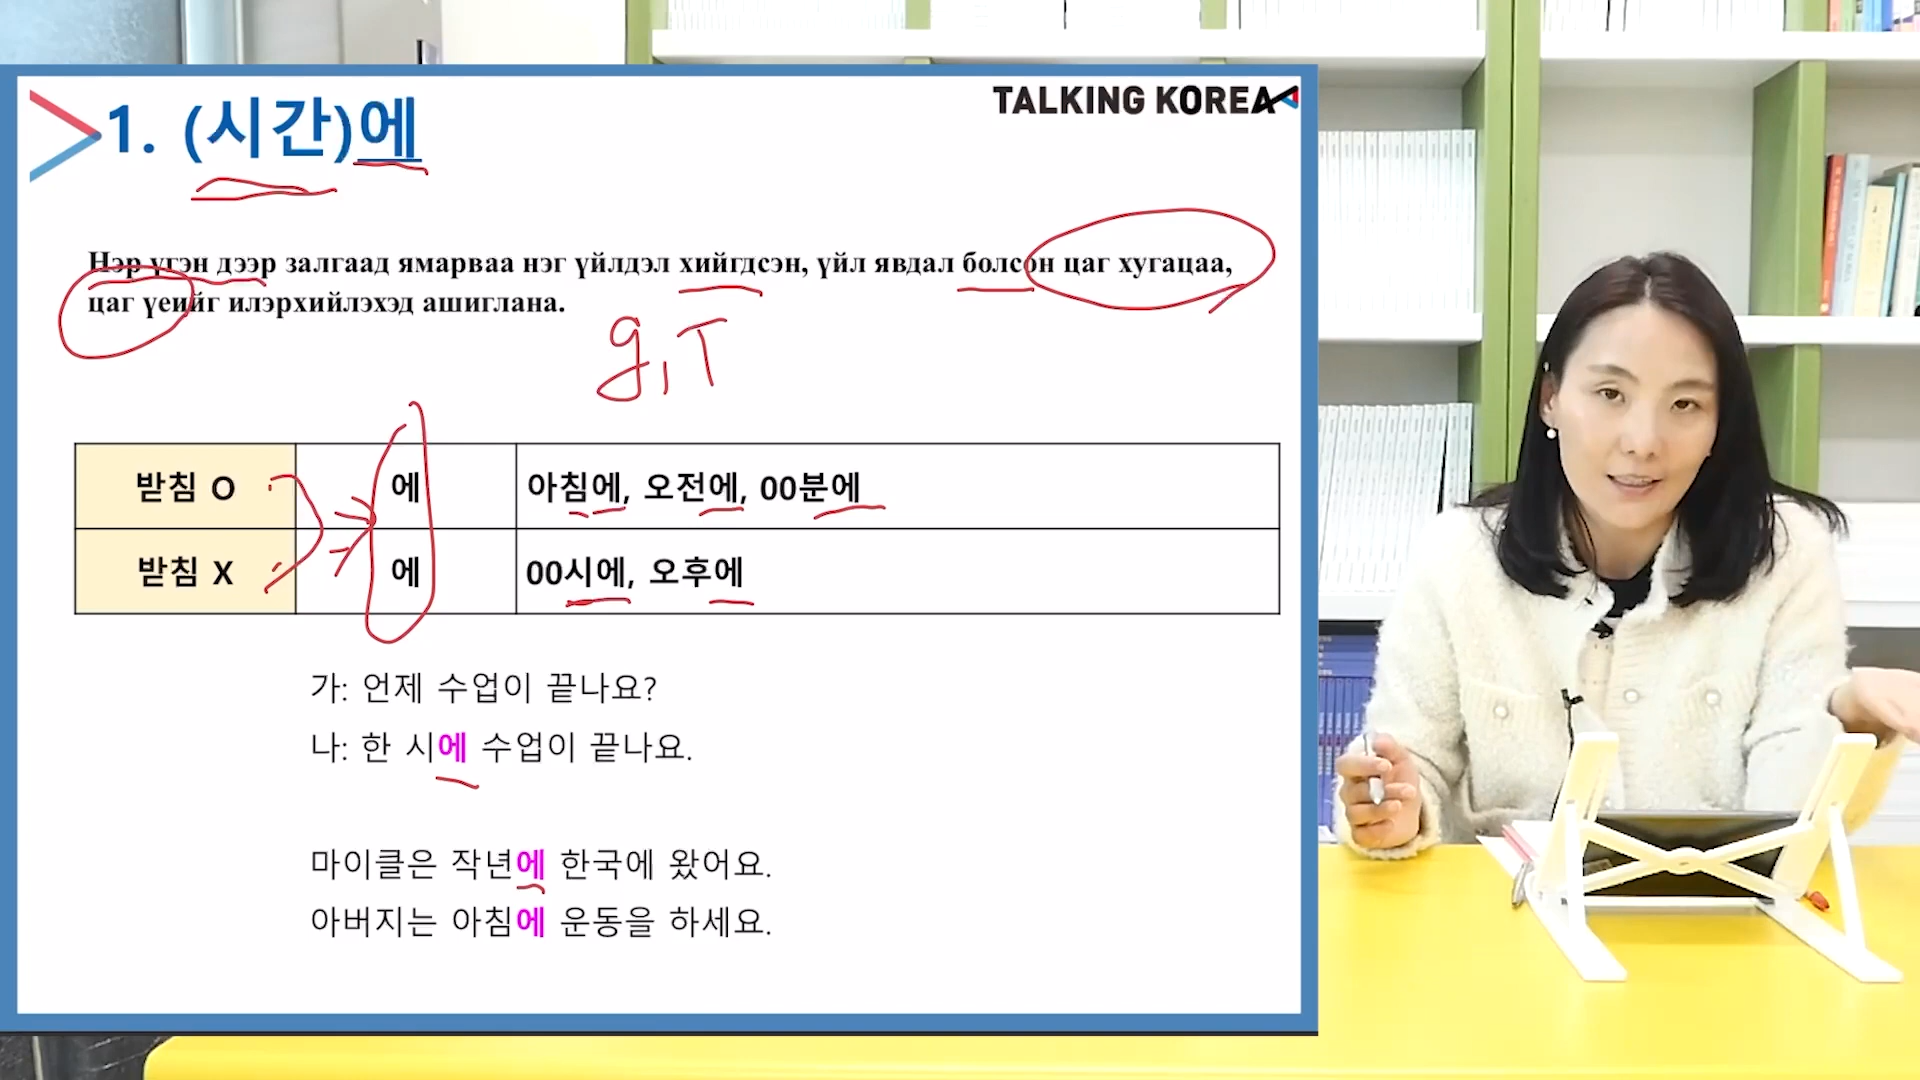 1. (시간)에
TALKING KOREA
Нэр үгэн дээр залгаад ямарваа нэг үйлдэл хийгдсэн, үйл явдал болсон цаг хугацаа,
цаг үеийг илэрхийлэхэд ашиглана.
д, т
받침 O 에 아침에, 오전에, 00분에
받침 X 에 00시에, 오후에
가: 언제 수업이 끝나요?
나: 한 시에 수업이 끝나요.
마이클은 작년에 한국에 왔어요.
아버지는 아침에 운동을 하세요.